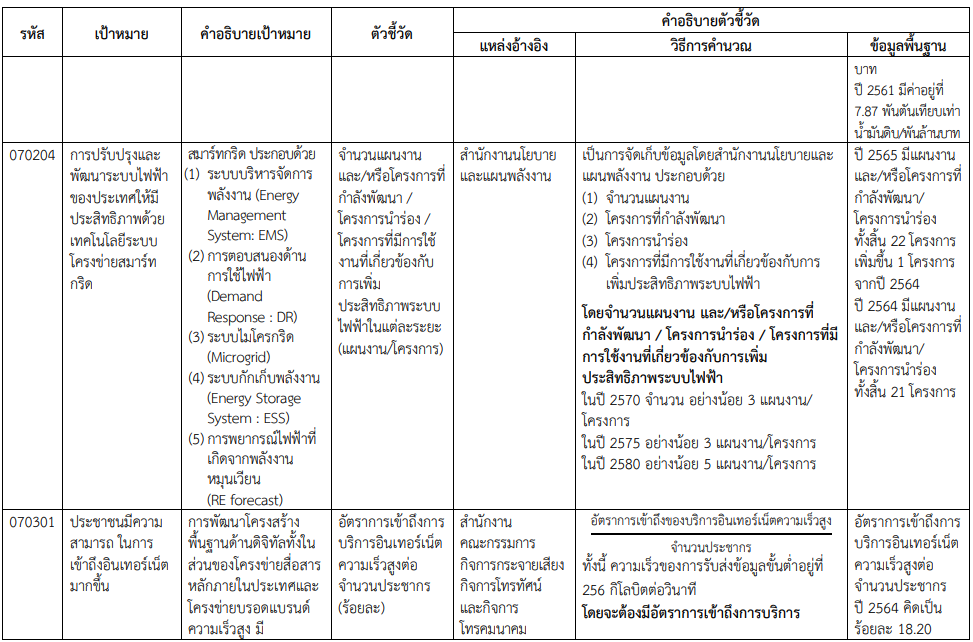 รหัส
เป้าหมาย
คำอธิบายเป้าหมาย
ตัวชี้วัด
คำอธิบายตัวชี้วัด
แหล่งอ้างอิง
วิธีการคำนวณ
ข้อมูลพื้นฐาน
บาท
ปี 2561 มีค่าอยู่ที่
7.87 พันตันเทียบเท่า
น้ำมันดิบ/พันล้านบาท
070204
การปรับปรุงและ
พัฒนาระบบไฟฟ้า
ของประเทศให้มี
ประสิทธิภาพด้วย
เทคโนโลยีระบบ
โครงข่ายสมาร์ท
กริด
สมาร์ทกริด ประกอบด้วย
(1) ระบบบริหารจัดการ
พลังงาน (Energy
Management
System: EMS)
(2) การตอบสนองด้าน
การใช้ไฟฟ้า
(Demand
Response : DR)
(3) ระบบไมโครกริด
(Microgrid)
(4) ระบบกักเก็บพลังงาน
(Energy Storage
System : ESS)
(5) การพยากรณ์ไฟฟ้าที่
เกิดจากพลังงาน
หมุนเวียน
(RE forecast)
จำนวนแผนงาน
และ/หรือโครงการที่
กำลังพัฒนา /
โครงการนำร่อง /
โครงการที่มีการใช้
งานที่เกี่ยวข้องกับ
การเพิ่ม
ประสิทธิภาพระบบ
ไฟฟ้าในแต่ละระยะ
(แผนงาน/โครงการ)
สำนักงานนโยบาย
และแผนพลังงาน
เป็นการจัดเก็บข้อมูลโดยสำนักงานนโยบายและ
แผนพลังงาน ประกอบด้วย
(1) จำนวนแผนงาน
(2) โครงการที่กำลังพัฒนา
(3) โครงการนำร่อง
(4) โครงการที่มีการใช้งานที่เกี่ยวข้องกับการ
เพิ่มประสิทธิภาพระบบไฟฟ้า
โดยจำนวนแผนงาน และ/หรือโครงการที่
กำลังพัฒนา / โครงการนำร่อง / โครงการที่มี
การใช้งานที่เกี่ยวข้องกับการเพิ่ม
ประสิทธิภาพระบบไฟฟ้า
ในปี 2570 จำนวน อย่างน้อย 3 แผนงาน/
โครงการ
ในปี 2575 อย่างน้อย 3 แผนงาน/โครงการ
ในปี 2580 อย่างน้อย 5 แผนงาน/โครงการ
ปี 2565 มีแผนงาน
และ/หรือโครงการที่
กำลังพัฒนา/
โครงการนำร่อง
ทั้งสิ้น 22 โครงการ
เพิ่มขึ้น 1 โครงการ
จากปี 2564
ปี 2564 มีแผนงาน
และ/หรือโครงการที่
กำลังพัฒนา/
โครงการนำร่อง
ทั้งสิ้น 21 โครงการ
070301
ประชาชนมีความ
สามารถ ในการ
เข้าถึงอินเทอร์เน็ต
มากขึ้น
การพัฒนาโครงสร้าง
พื้นฐานด้านดิจิทัลทั้งใน
ส่วนของโครงข่ายสื่อสาร
หลักภายในประเทศและ
โครงข่ายบรอดแบรนด์
ความเร็วสูง มี
อัตราการเข้าถึงการ
บริการอินเทอร์เน็ต
ความเร็วสูงต่อ
จำนวนประชากร
(ร้อยละ)
สำนักงาน
คณะกรรมการ
กิจการกระจายเสียง
กิจการโทรทัศน์
และกิจการ
โทรคมนาคม
อัตราการเข้าถึงของบริการอินเทอร์เน็ตความเร็วสูง
จำนวนประชากร
ทั้งนี้ ความเร็วของการรับส่งข้อมูลขั้นต่ำอยู่ที่
256 กิโลบิตต่อวินาที
โดยจะต้องมีอัตราการเข้าถึงการบริการ
อัตราการเข้าถึงการ
บริการอินเทอร์เน็ต
ความเร็วสูงต่อ
จำนวนประชากร
ปี 2564 คิดเป็น
ร้อยละ 18.20